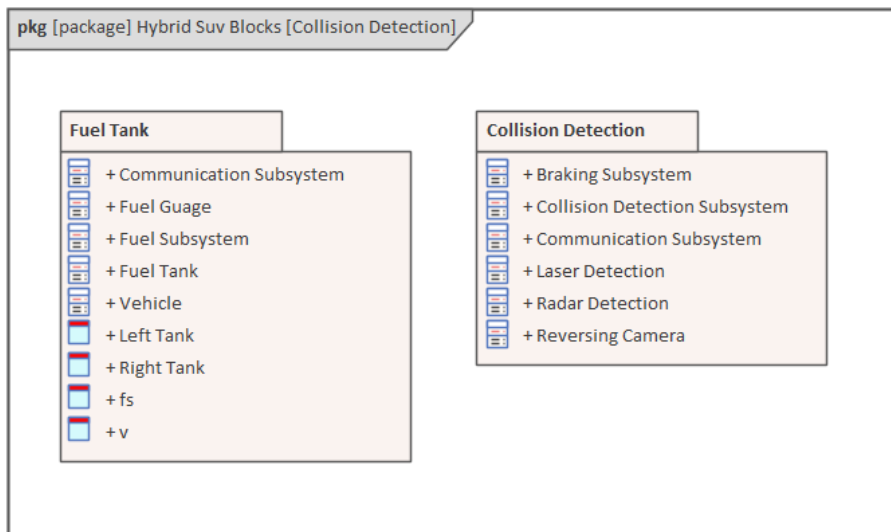 pkg [package] Hybrid Suv Blocks [Collision Detection]
Fuel Tank
+ Communication Subsystem
+ Fuel Guage
+ Fuel Subsystem
+ Fuel Tank
+ Vehicle
+ Left Tank
+ Right Tank
+ fs
+ v
Collision Detection
+ Braking Subsystem
+ Collision Detection Subsystem
+ Communication Subsystem
+ Laser Detection
+ Radar Detection
+ Reversing Camera